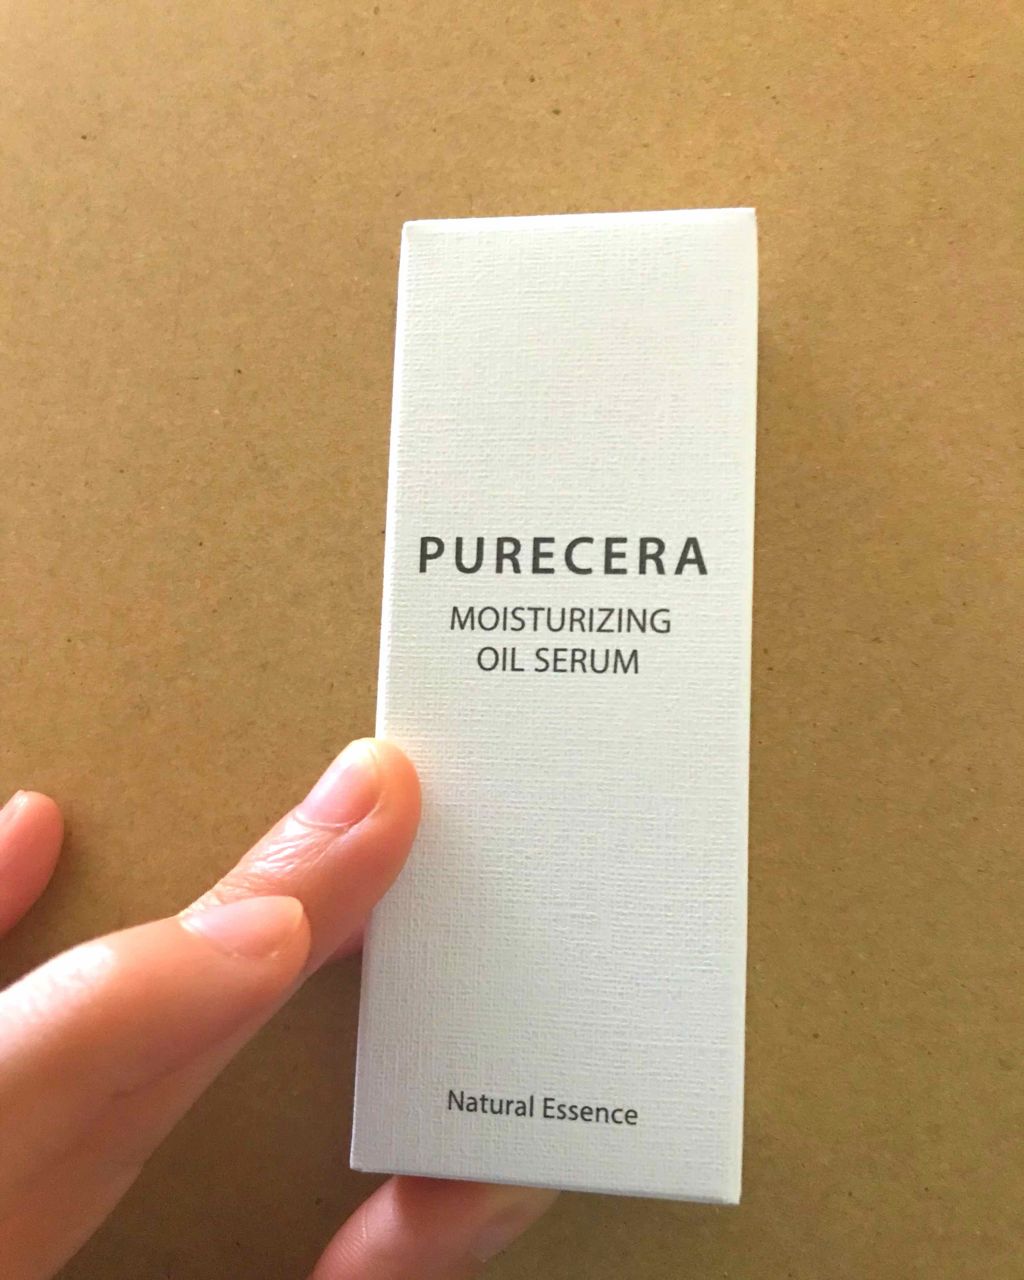 PURECERA
MOISTURIZING
OIL SERUM
Natural Essence